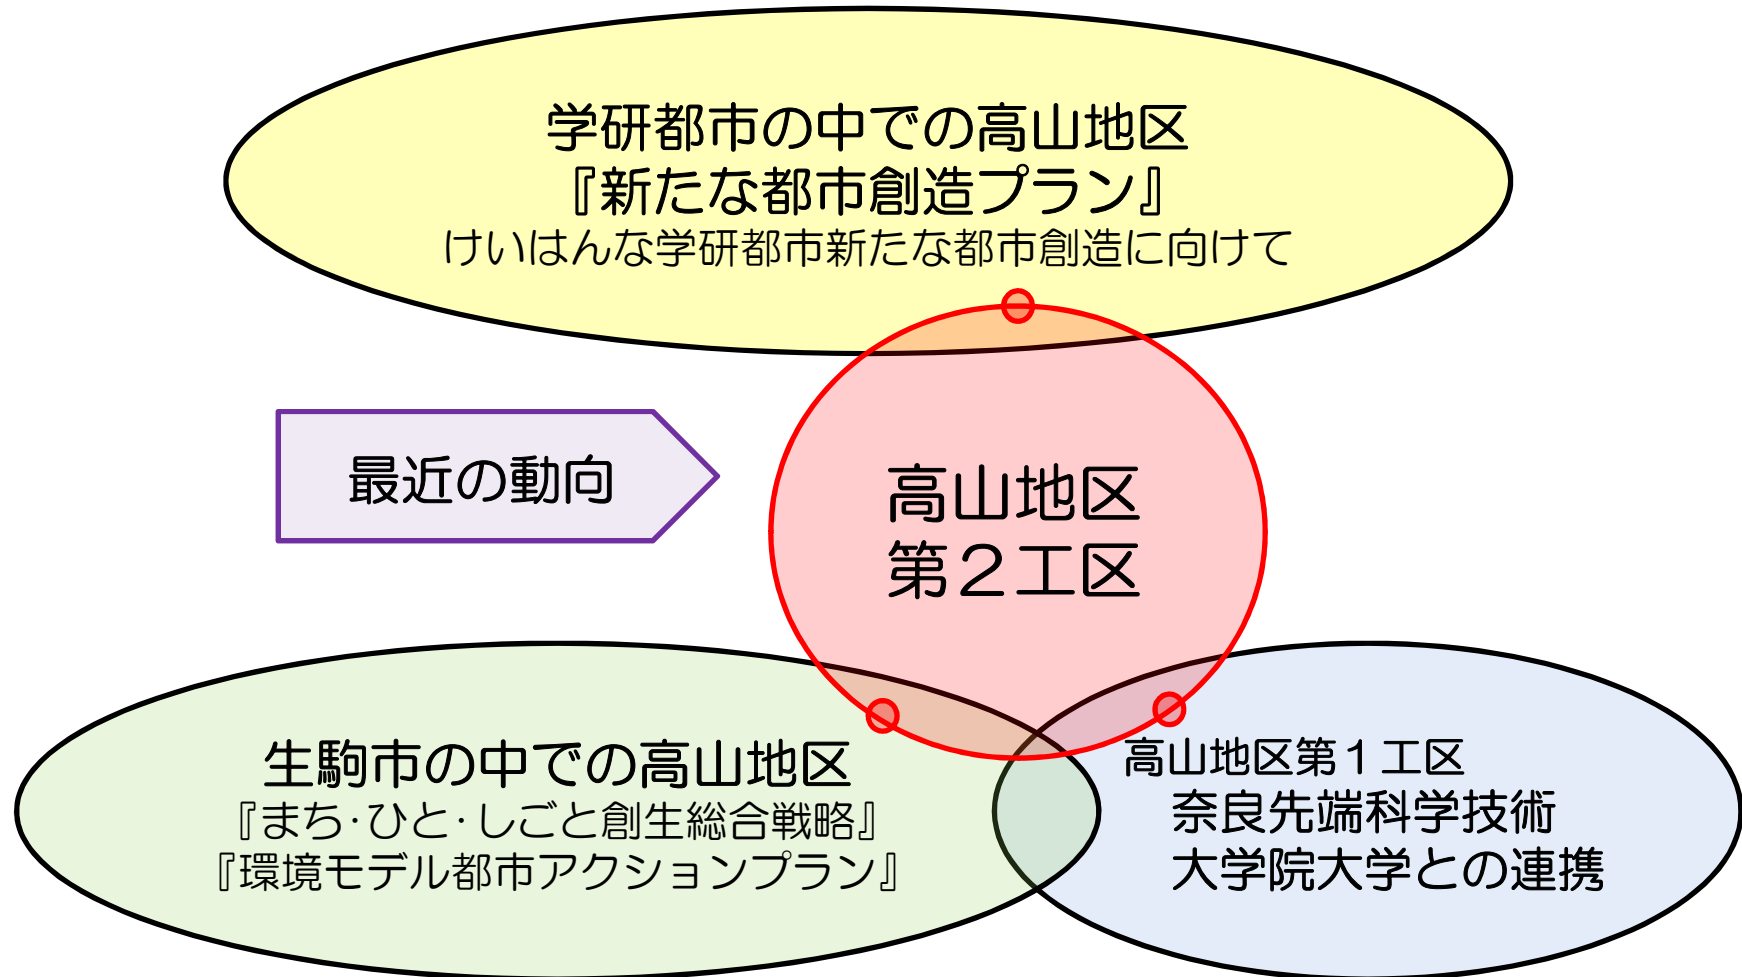 学研都市の中での高山地区
『新たな都市創造プラン』
けいはんな学研都市新たな都市創造に向けて
最近の動向
高山地区
第２工区
生駒市の中での高山地区
『まち・ひと・しごと創生総合戦略』
『環境モデル都市アクションプラン』
高山地区第１工区
奈良先端科学技術
大学院大学との連携